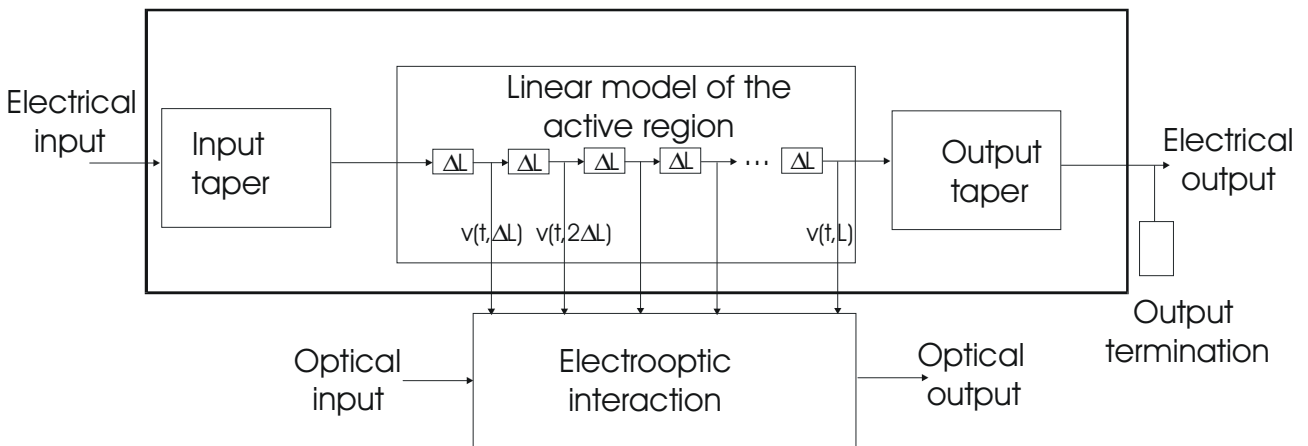 Linear model of the
active region
Electrical
input
Input
taper
ΔL
ΔL
ΔL
ΔL
...
ΔL
Output
taper
Electrical
output
v(t,ΔL)
v(t,2ΔL)
v(t,L)
Output
termination
Optical
input
Electrooptic
interaction
Optical
output